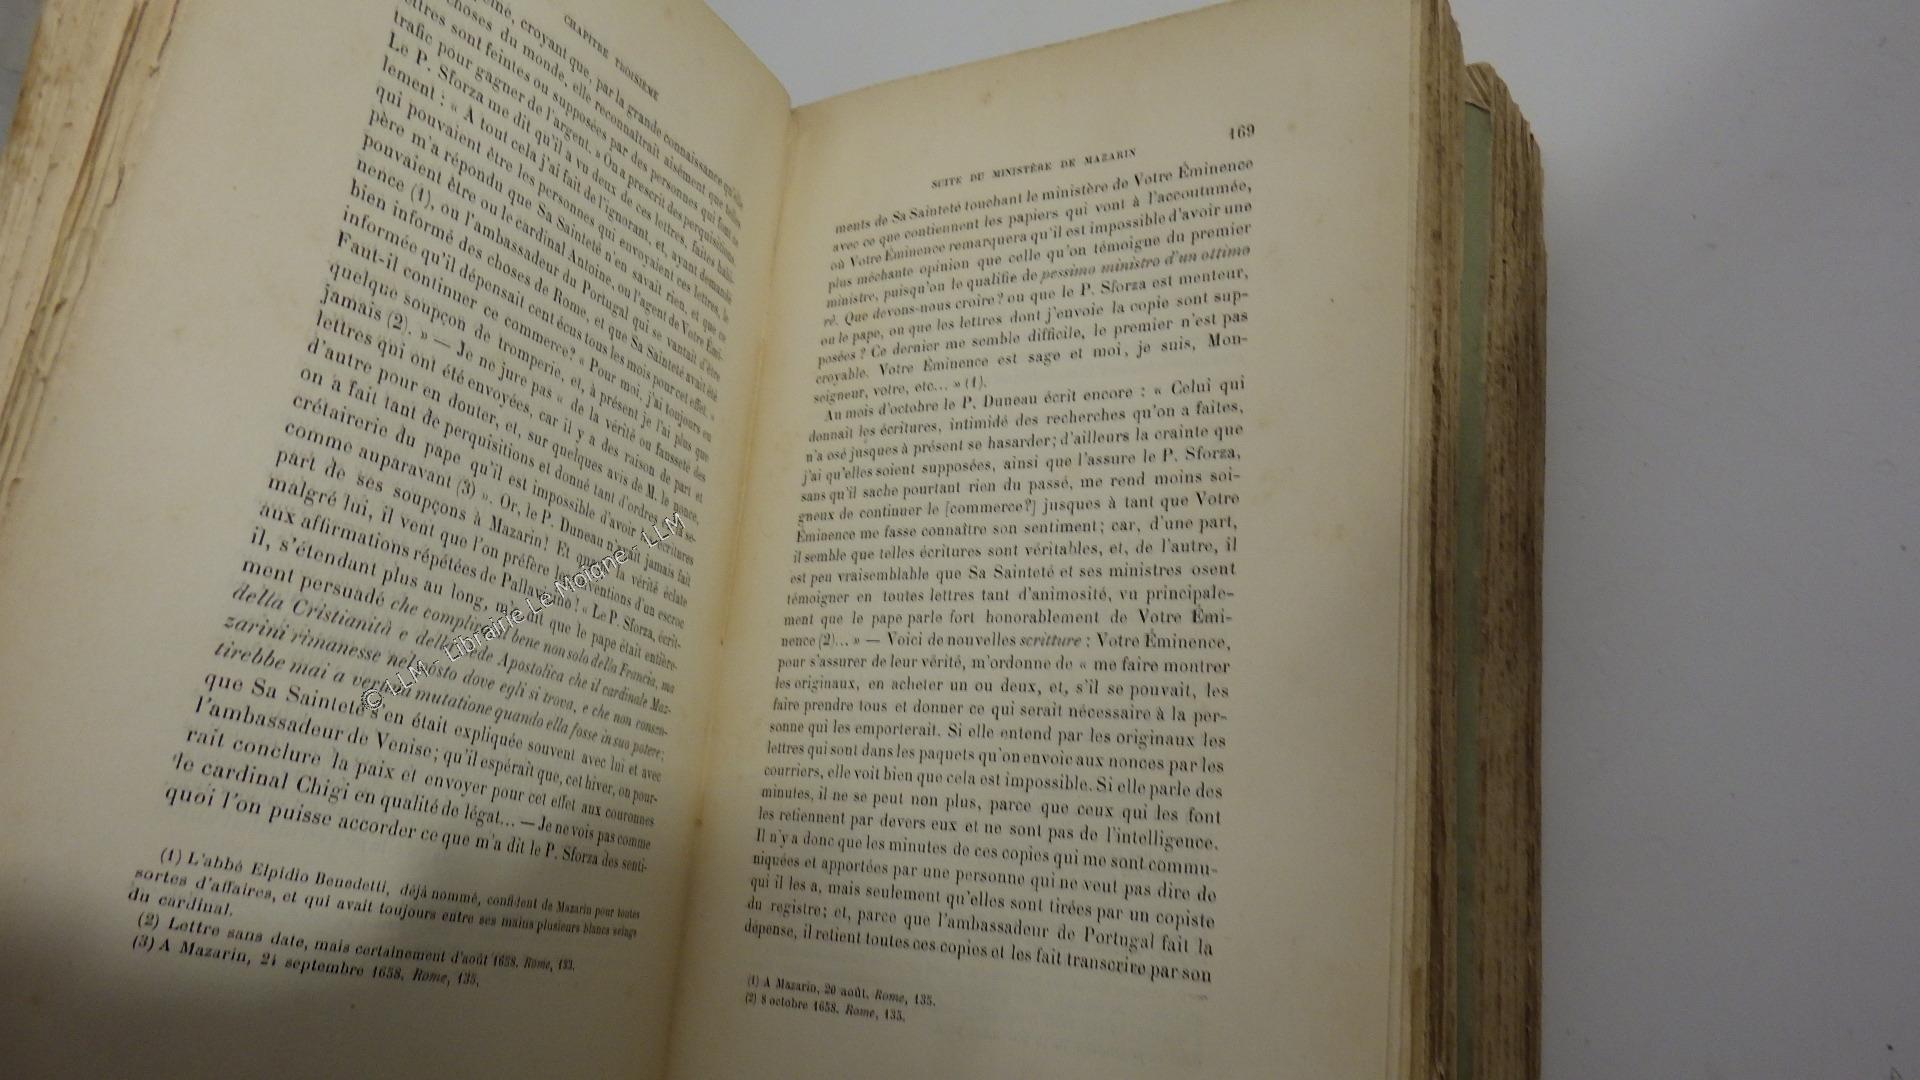 CHAPITRE TROISIÈME
croyant que, par la grande connaissance qu'elle
choses du monde, elle reconnaîtrait aisément que telles
lettres sont feintes ou supposées par des personnes qui font ce
trafic pour gagner de l'argent. » On a prescrit des perquisitions.
Le P. Sforza me dit qu'il a vu deux de ces lettres, faites habi-
lement : « A tout cela j'ai fait de l'ignorant, et, ayant demandé
qui pouvaient être les personnes qui envoyaient ces lettres, le
père m'a répondu que Sa Sainteté n'en savait rien, et que ce
pouvaient être ou le cardinal Antoine, ou l'agent de Votre Émi-
nence (1), ou l'ambassadeur du Portugal qui se vantait d'être
bien informé des choses de Rome, et que Sa Sainteté avait été
informée qu'il dépensait cent écus tous les mois pour cet effet. »
Faut-il continuer ce commerce? « Pour moi, j'ai toujours eu
quelque soupçon de tromperie, et, à présent je l'ai plus que
jamais (2). » — Je ne jure pas « de la vérité ou fausseté des
lettres qui ont été envoyées, car il y a des raison de part et
d'autre pour en douter, et, sur quelques avis de M. le nonce,
on a fait tant de perquisitions et donné tant d'ordres la se-
crétairerie du pape qu'il est impossible d'avoir écritures
comme auparavant (3) ». Or, le P. Duneau n'avait jamais fait
part de ses soupçons à Mazarin! Et quand la vérité éclate
malgré lui, il veut que l'on préfère les inventions d'un escroc
aux affirmations répétées de Pallavicino! « Le P. Sforza, écrit-
il, s'étendant plus au long, m'a dit que le pape était entière-
ment persuadé che complirà il bene non solo della Francia, ma
della Cristianità e della Sede Apostolica che il cardinale Maz-
zarini rimanesse nel posto dove egli si trova, e che non consen-
tirebbe mai a veruna mutatione quando ella fosse in suo potere;
que Sa Sainteté s'en était expliquée souvent avec lui et avec
l'ambassadeur de Venise; qu'il espérait que, cet hiver, on pour-
rait conclure la paix et envoyer pour cet effet aux couronnes
le cardinal Chigi en qualité de légat... — Je ne vois pas comme
quoi l'on puisse accorder ce que m'a dit le P. Sforza des senti-
(1) L'abbé Elpidio Benedetti, déjà nommé, confident de Mazarin pour toutes
sortes d'affaires, et qui avait toujours entre ses mains plusieurs blancs seings
du cardinal.
(2) Lettre sans date, mais certainement d'août 1658. Rome, 133.
(3) A Mazarin, 24 septembre 1658. Rome, 135.
© LLM - Librairie Le Moigne - LLM
169
SUITE DU MINISTÈRE DE MAZARIN
ments de Sa Sainteté touchant le ministère de Votre Éminence
avec ce que contiennent les papiers qui vont à l'accoutumée,
où Votre Éminence remarquera qu'il est impossible d'avoir une
plus méchante opinion que celle qu'on témoigne du premier
ministre, puisqu'on le qualifie de pessimo ministro d'un ottimo
rè. Que devons-nous croire? ou que le P. Sforza est menteur,
ou le pape, ou que les lettres dont j'envoie la copie sont sup-
posées? Ce dernier me semble difficile, le premier n'est pas
croyable. Votre Éminence est sage et moi, je suis, Mon-
seigneur, votre, etc... » (1).
Au mois d'octobre le P. Duneau écrit encore : « Celui qui
donnait les écritures, intimidé des recherches qu'on a faites,
n'a osé jusques à présent se hasarder; d'ailleurs la crainte que
j'ai qu'elles soient supposées, ainsi que l'assure le P. Sforza,
sans qu'il sache pourtant rien du passé, me rend moins soi-
gneux de continuer le [commerce?] jusques à tant que Votre
Éminence me fasse connaître son sentiment; car, d'une part,
il semble que telles écritures sont véritables, et, de l'autre, il
est peu vraisemblable que Sa Sainteté et ses ministres osent
témoigner en toutes lettres tant d'animosité, vu principale-
ment que le pape parle fort honorablement de Votre Émi-
nence (2)... » — Voici de nouvelles scritture : Votre Éminence,
pour s'assurer de leur vérité, m'ordonne de « me faire montrer
les originaux, en acheter un ou deux, et, s'il se pouvait, les
faire prendre tous et donner ce qui serait nécessaire à la per-
sonne qui les emporterait. Si elle entend par les originaux les
lettres qui sont dans les paquets qu'on envoie aux nonces par les
courriers, elle voit bien que cela est impossible. Si elle parle des
minutes, il ne se peut non plus, parce que ceux qui les font
les retiennent par devers eux et ne sont pas de l'intelligence.
Il n'y a donc que les minutes de ces copies qui me sont commu-
niquées et apportées par une personne qui ne veut pas dire de
qui il les a, mais seulement qu'elles sont tirées par un copiste
du registre; et, parce que l'ambassadeur de Portugal fait la
dépense, il retient toutes ces copies et les fait transcrire par son
(1) A Mazarin, 20 août. Rome, 135.
(2) 8 octobre 1658. Rome, 135.